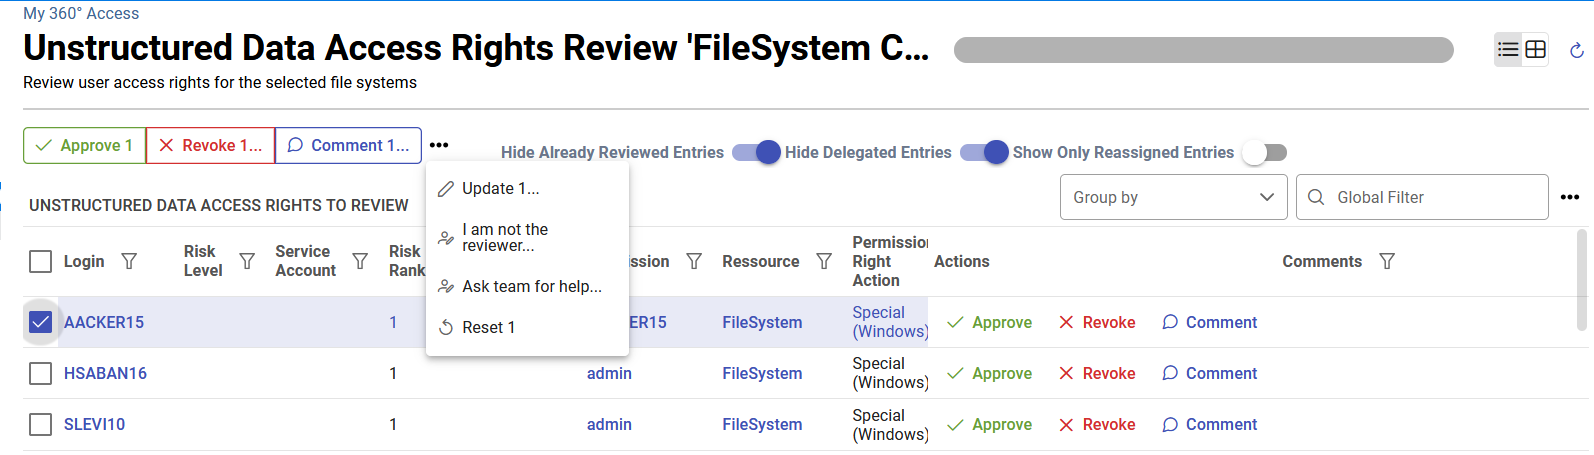 My 360° Access
Unstructured Data Access Rights Review 'FileSystem C...
Review user access rights for the selected file systems
Approve 1
Revoke 1...
Comment 1...
Hide Already Reviewed Entries
Hide Delegated Entries
Show Only Reassigned Entries
Update 1...
I am not the
reviewer...
Ask team for help...
Reset 1
UNSTRUCTURED DATA ACCESS RIGHTS TO REVIEW
Group by
Global Filter
Login
Risk
Level
Service
Account
Risk
Rank
ission
Ressource
Permission
Right
Action
Actions
Comments
AACKER15 1 ER15 FileSystem Special
(Windows)
Approve Revoke Comment
HSABAN16 1 admin FileSystem Special
(Windows)
Approve Revoke Comment
SLEVI10 1 admin FileSystem Special
(Windows)
Approve Revoke Comment